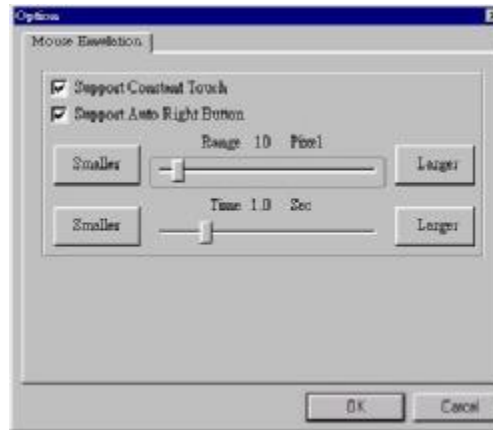 Option
Mouse Emulation
Support Constant Touch
Support Auto Right Button
Range 10 Pixel
Smaller Larger
Time 1.0 Sec
Smaller Larger
OK Cancel